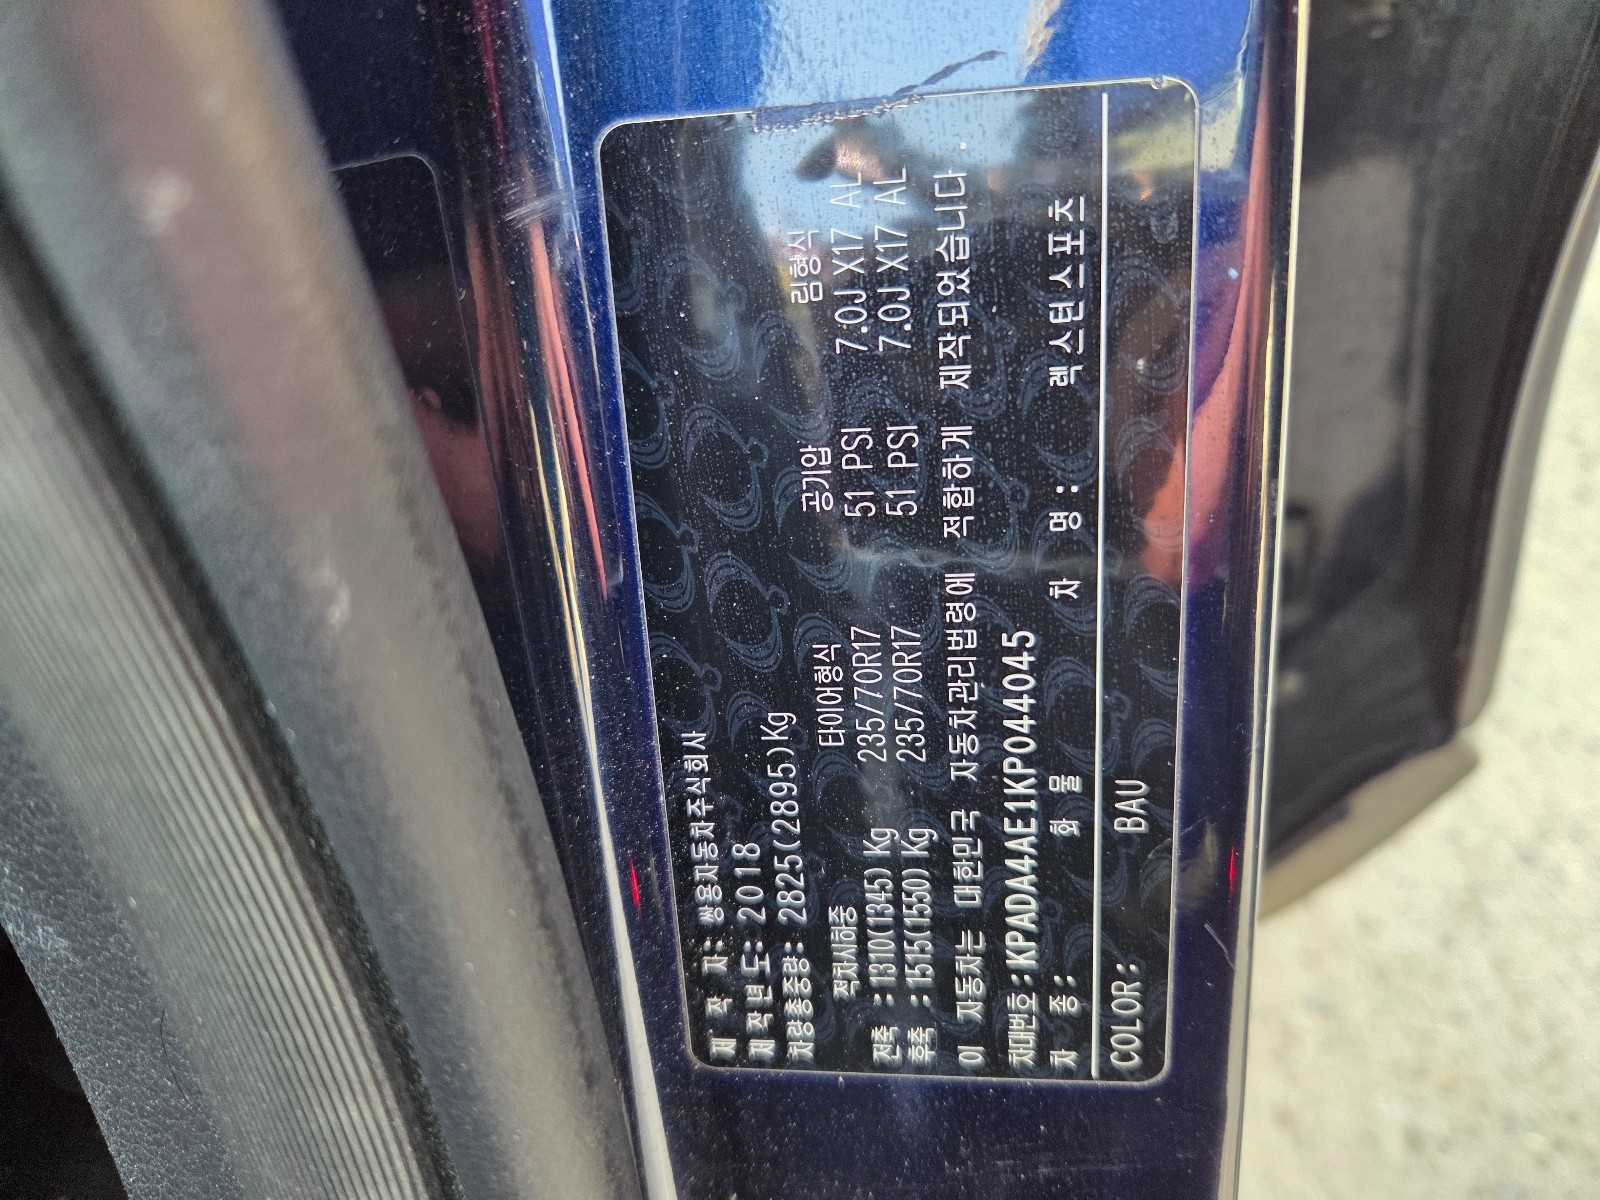 제 작 자: 쌍용자동차주식회사
제 작년도: 2018
차량총중량: 2825(2895)Kg
적차시하중 타이어형식 공기압 림형식
전축 :1310(1345)Kg 235/70R17 51 PSI 7.0J X17 AL
후축 :1515(1550)Kg 235/70R17 51 PSI 7.0J X17 AL
이 자동차는 대한민국 자동차관리법령에 적합하게 제작되었습니다.
차대번호:KPADA4AE1KP044045
차 종: 화 물 차 명: 렉스턴스포츠
COLOR: BAU